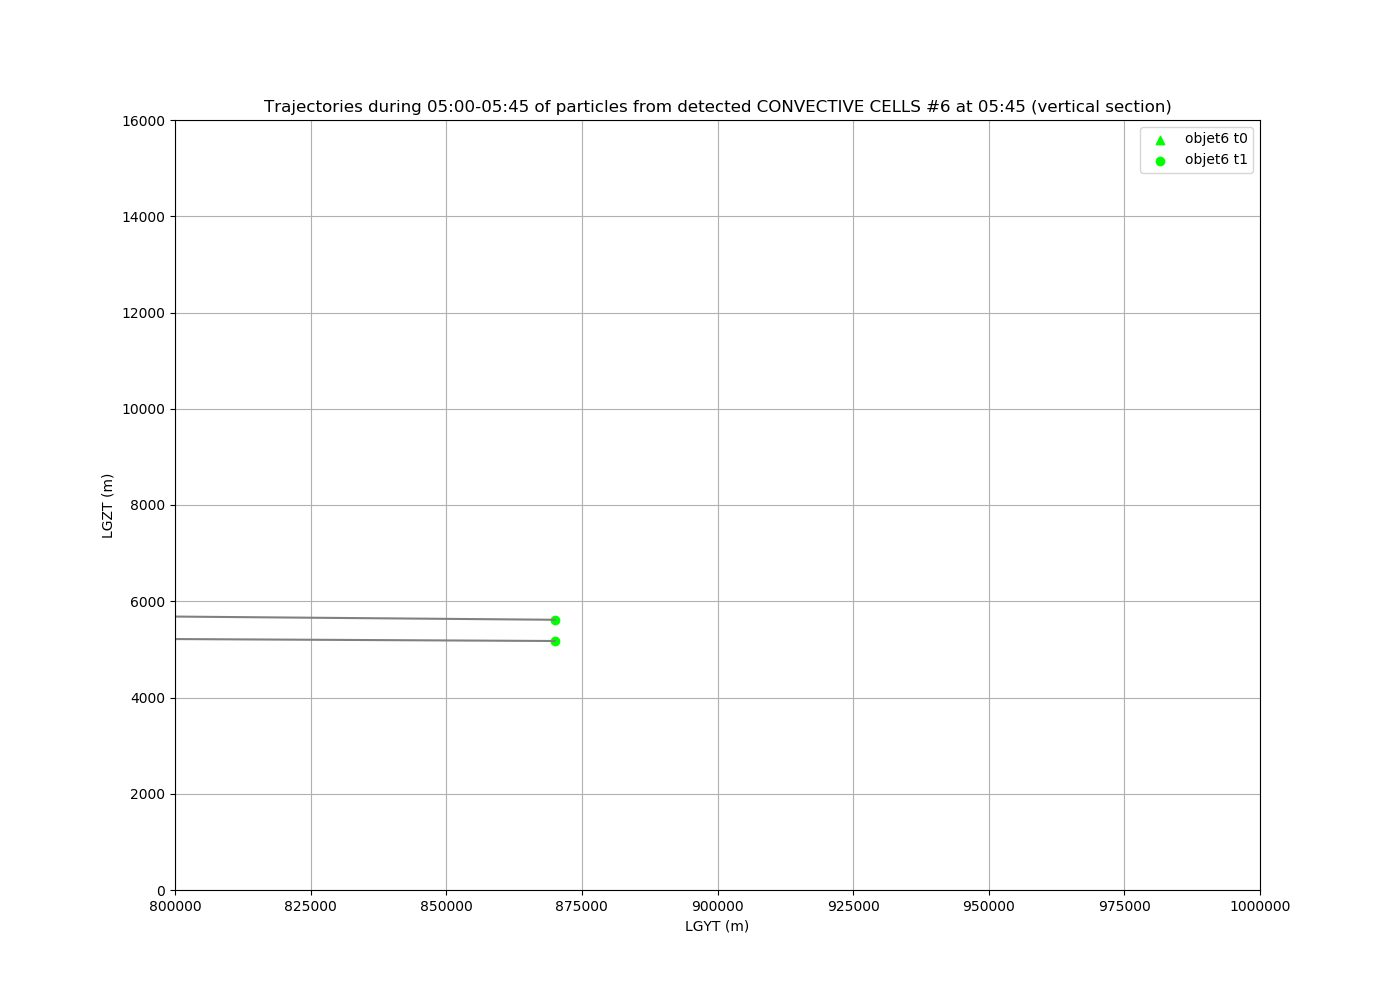 Trajectories during 05:00-05:45 of particles from detected CONVECTIVE CELLS #6 at 05:45 (vertical section)
objet6 t0
objet6 t1
16000
14000
12000
10000
8000
6000
4000
2000
0
LGZT (m)
800000 825000 850000 875000 900000 925000 950000 975000 1000000
LGYT (m)